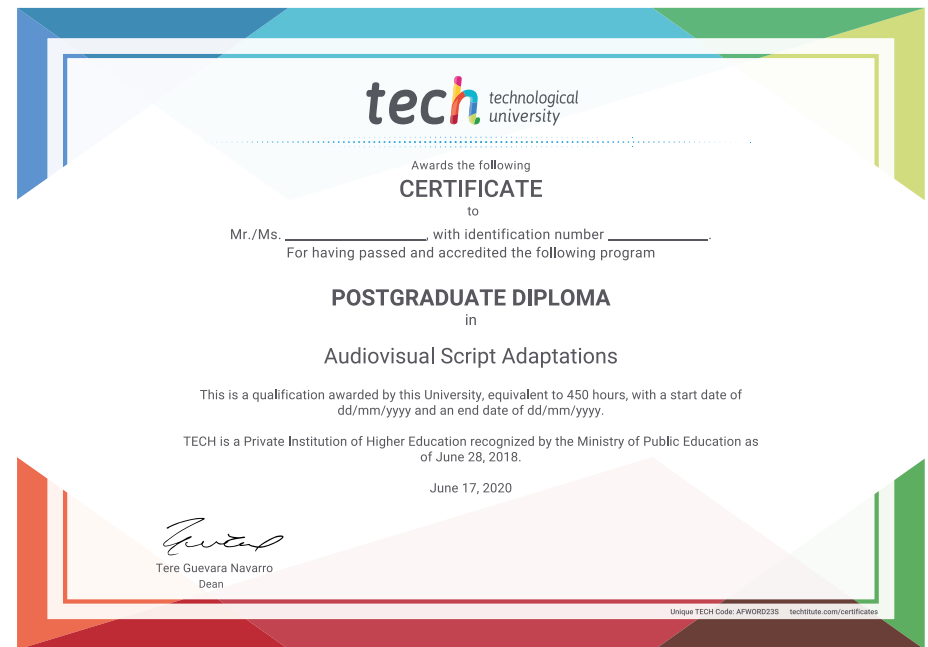 tech technological
university
Awards the following
CERTIFICATE
to
Mr./Ms. ____________________, with identification number ______________.
For having passed and accredited the following program
POSTGRADUATE DIPLOMA
in
Audiovisual Script Adaptations
This is a qualification awarded by this University, equivalent to 450 hours, with a start date of
dd/mm/yyyy and an end date of dd/mm/yyyy.
TECH is a Private Institution of Higher Education recognized by the Ministry of Public Education as
of June 28, 2018.
June 17, 2020
Tere Guevara Navarro
Dean
Unique TECH Code: AFWORD23S techtitute.com/certificates